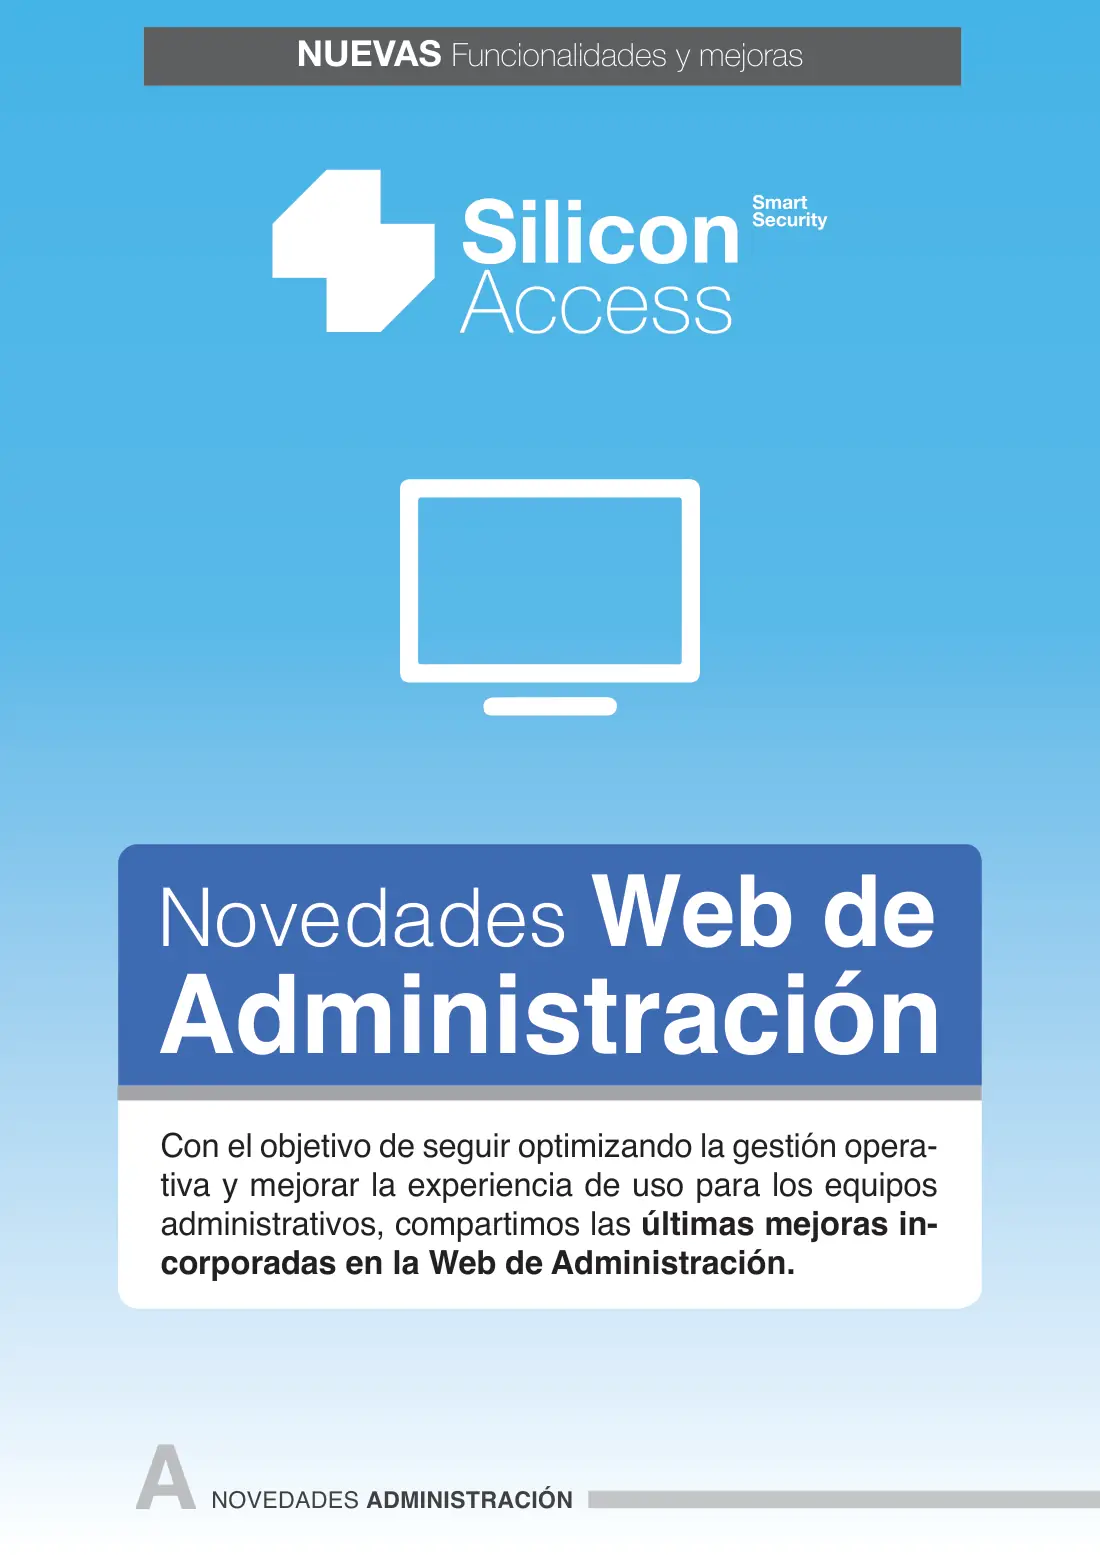 NUEVAS Funcionalidades y mejoras
Silicon
Smart
Security
Access
Novedades Web de
Administración
Con el objetivo de seguir optimizando la gestión opera-
tiva y mejorar la experiencia de uso para los equipos
administrativos, compartimos las últimas mejoras in-
corporadas en la Web de Administración.
A NOVEDADES ADMINISTRACIÓN